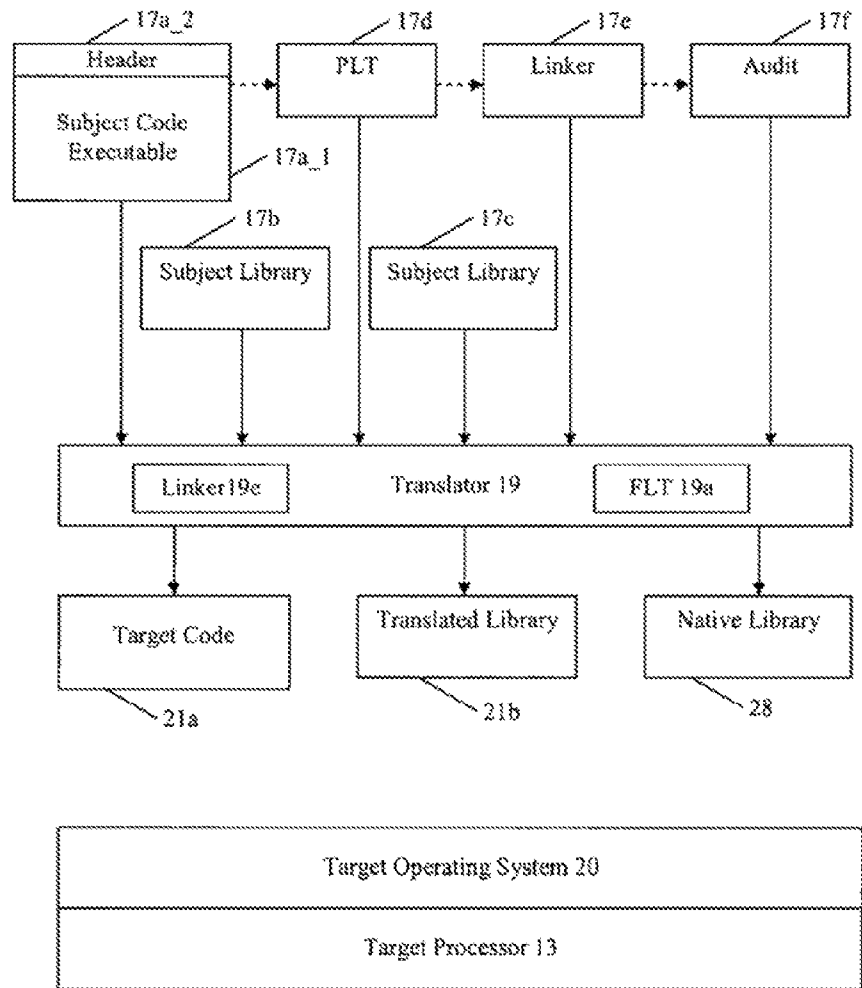 17a_2
17d
17e
17f
Header
PLT
Linker
Audit
Subject Code
Executable
17a_1
17b
17c
Subject Library
Subject Library
Linker19e
Translator 19
FLT 19a
Target Code
Translated Library
Native Library
21a
21b
28
Target Operating System 20
Target Processor 13